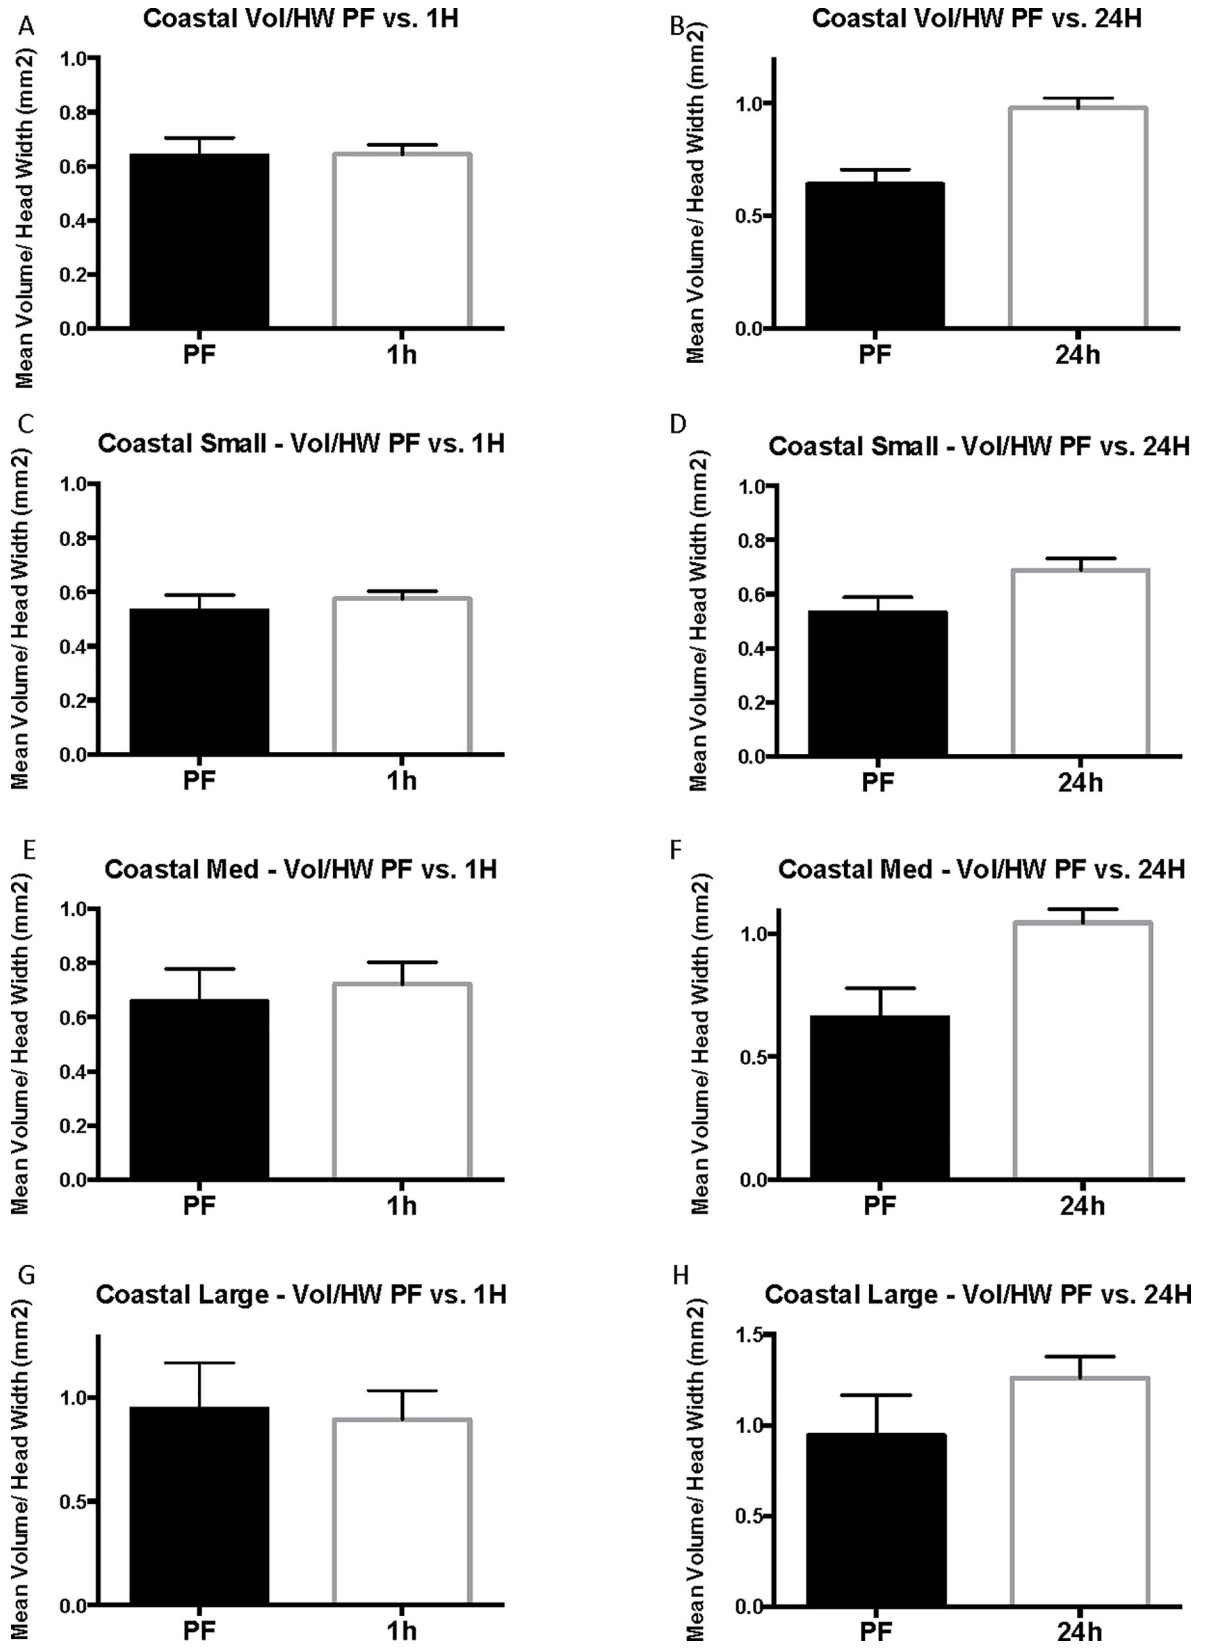 A
Coastal Vol/HW PF vs. 1H
Mean Volume/ Head Width (mm2)
1.0
0.8
0.6
0.4
0.2
0.0
PF
1h
B
Coastal Vol/HW PF vs. 24H
Mean Volume/ Head Width (mm2)
1.0
0.5
0.0
PF
24h
C
Coastal Small - Vol/HW PF vs. 1H
Mean Volume/ Head Width (mm2)
1.0
0.8
0.6
0.4
0.2
0.0
PF
1h
D
Coastal Small - Vol/HW PF vs. 24H
Mean Volume/ Head Width (mm2)
1.0
0.8
0.6
0.4
0.2
0.0
PF
24h
E
Coastal Med - Vol/HW PF vs. 1H
Mean Volume/ Head Width (mm2)
1.0
0.8
0.6
0.4
0.2
0.0
PF
1h
F
Coastal Med - Vol/HW PF vs. 24H
Mean Volume/ Head Width (mm2)
1.0
0.5
0.0
PF
24h
G
Coastal Large - Vol/HW PF vs. 1H
Mean Volume/ Head Width (mm2)
1.0
0.5
0.0
PF
1h
H
Coastal Large - Vol/HW PF vs. 24H
Mean Volume/ Head Width (mm2)
1.5
1.0
0.5
0.0
PF
24h